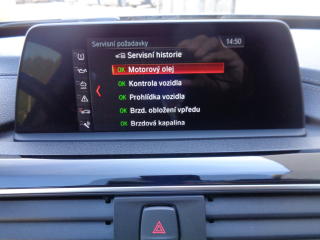 Servisní požadavky 14:50
Servisní historie
OK Motorový olej
OK Kontrola vozidla
OK Prohlídka vozidla
OK Brzd. obložení vpředu
OK Brzdová kapalina